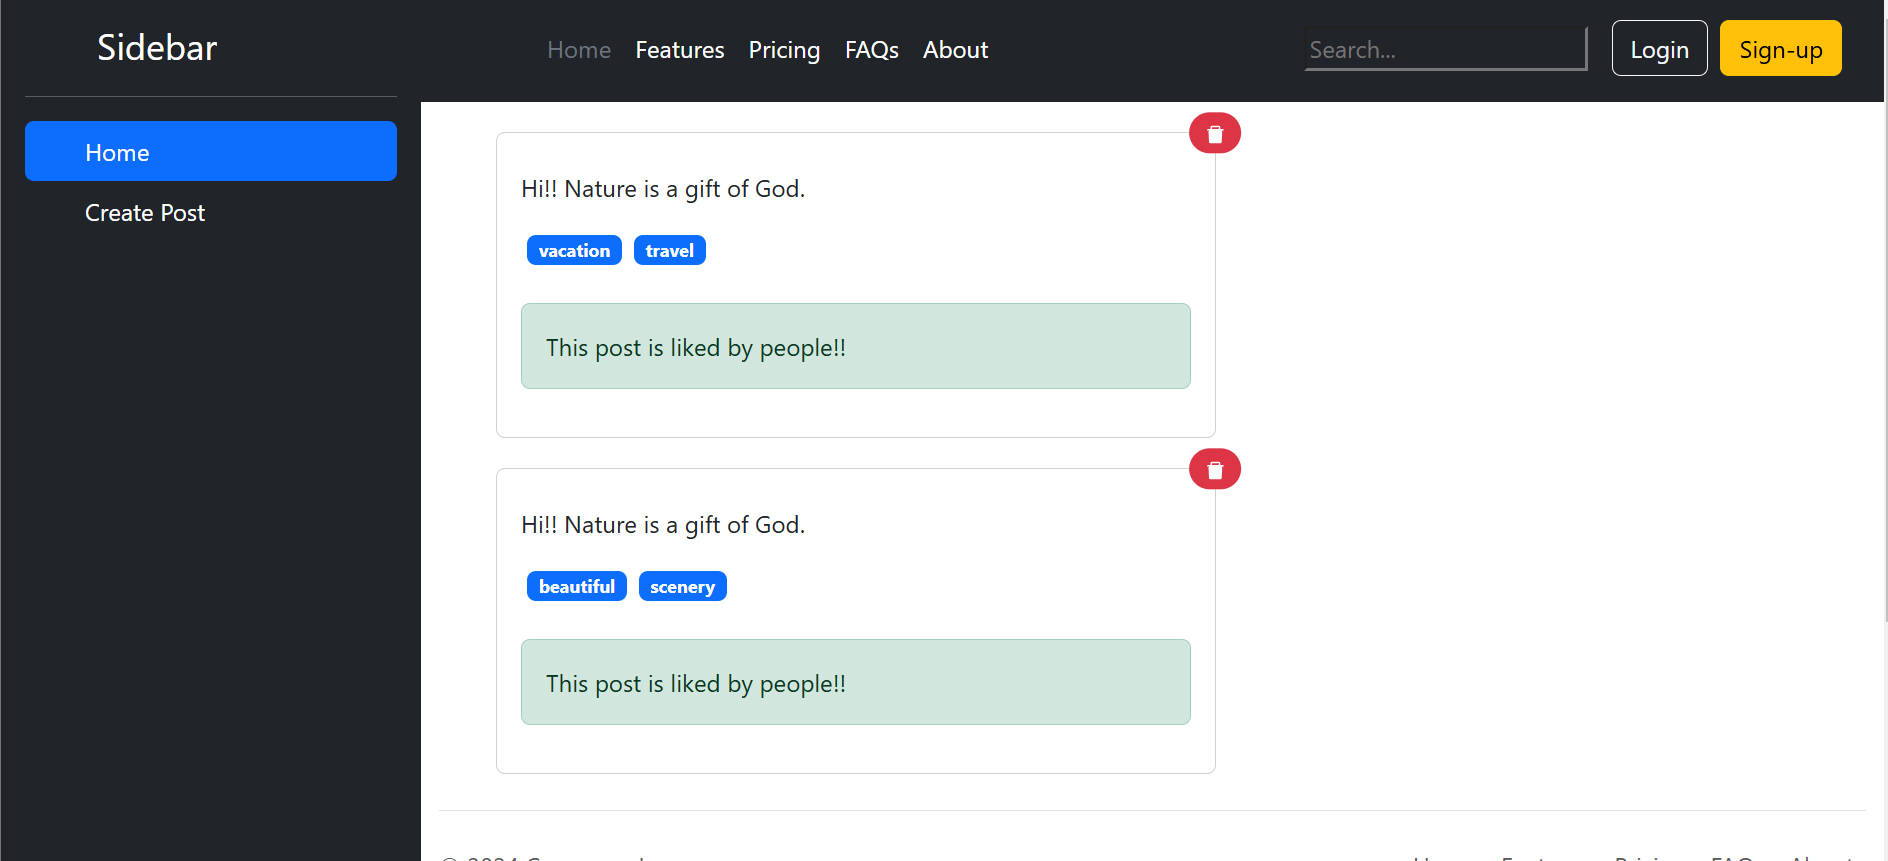 Sidebar
Home Features Pricing FAQs About
Search...
Login
Sign-up
Home
Create Post
Hi!! Nature is a gift of God.
vacation travel
This post is liked by people!!
Hi!! Nature is a gift of God.
beautiful scenery
This post is liked by people!!